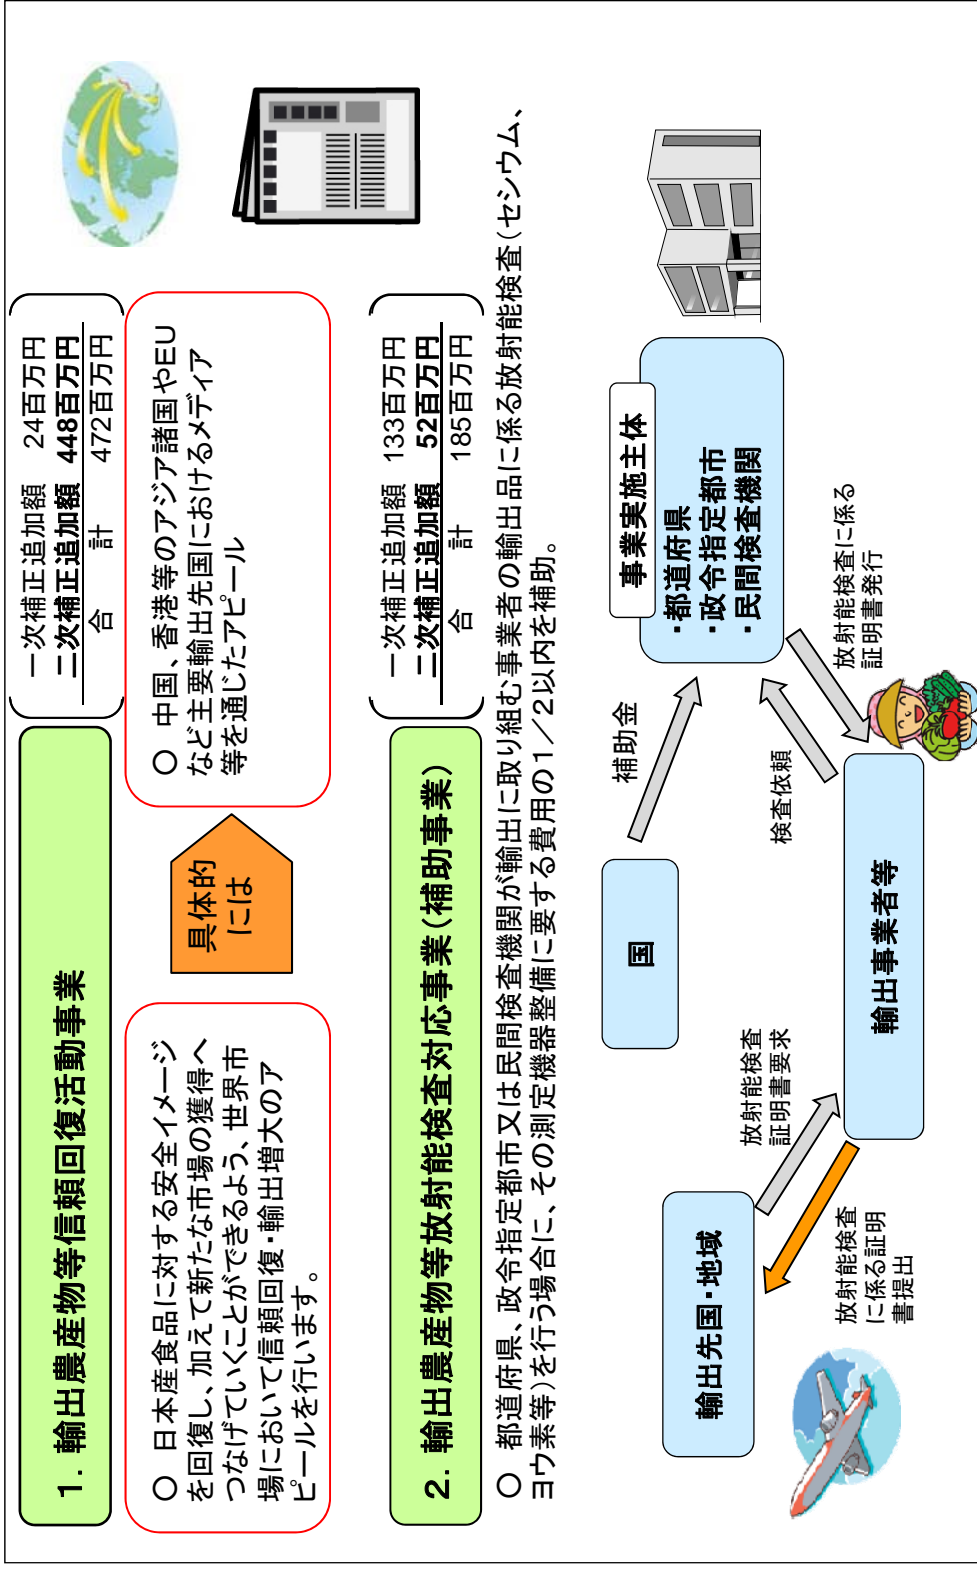 １．輸出農産物等信頼回復活動事業
一次補正追加額　24百万円
二次補正追加額 448百万円
合　　計　　472百万円
○　日本産食品に対する安全イメージ
を回復し、加えて新たな市場の獲得へ
つなげていくことができるよう、世界市
場において信頼回復・輸出増大のア
ピールを行います。
具体的
には
○　中国、香港等のアジア諸国やＥＵ
など主要輸出先国におけるメディア
等を通じたアピール
２．輸出農産物等放射能検査対応事業（補助事業）
一次補正追加額 133百万円
二次補正追加額　52百万円
合　　計　　185百万円
○　都道府県、政令指定都市又は民間検査機関が輸出に取り組む事業者の輸出品に係る放射能検査（セシウム、
ヨウ素等）を行う場合に、その測定機器整備に要する費用の１／２以内を補助。
国
補助金
事業実施主体
・都道府県
・政令指定都市
・民間検査機関
輸出先国・地域
放射能検査
証明書要求
検査依頼
放射能検査に係る
証明書発行
輸出事業者等
放射能検査
に係る証明
書提出